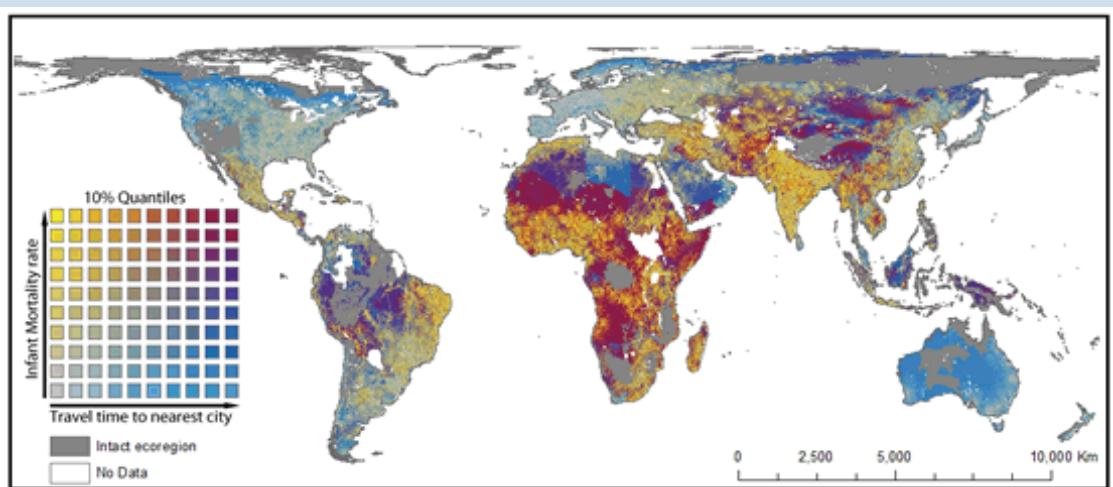 10% Quantiles
Infant Mortality rate
Travel time to nearest city
Intact ecoregion
No Data
0 2,500 5,000 10,000 Km